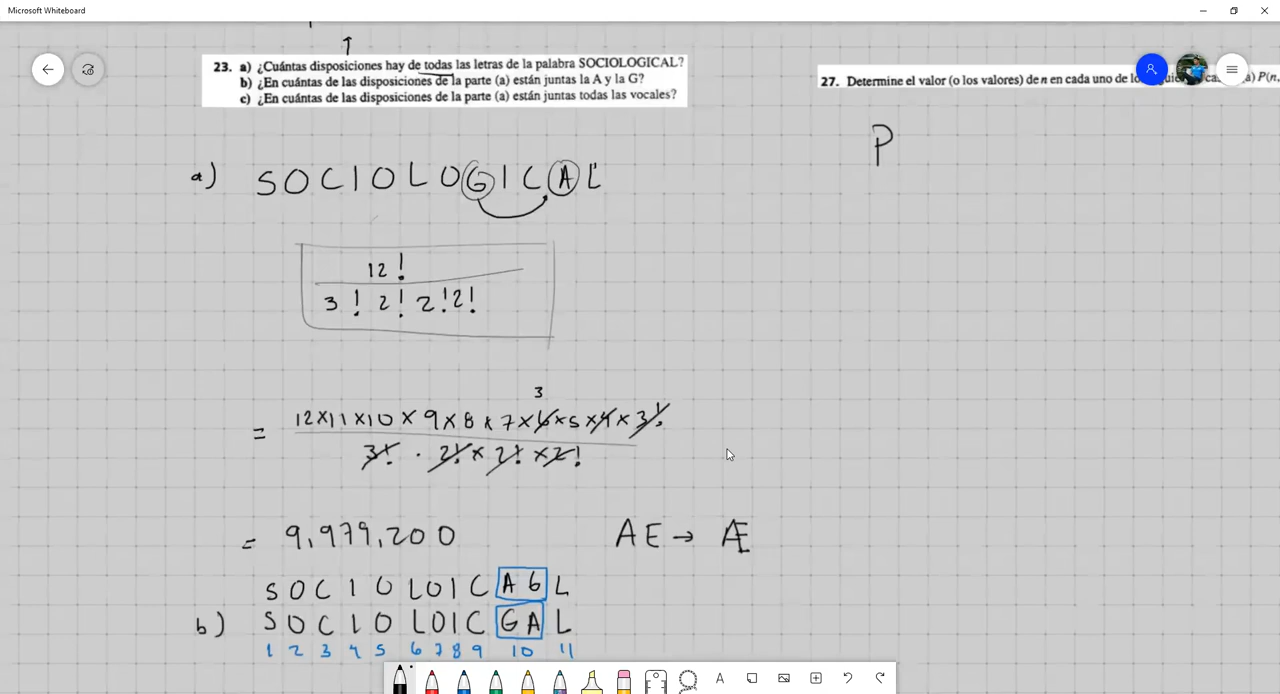 Microsoft Whiteboard
23. a) ¿Cuántas disposiciones hay de todas las letras de la palabra SOCIOLOGICAL?
b) ¿En cuántas de las disposiciones de la parte (a) están juntas la A y la G?
c) ¿En cuántas de las disposiciones de la parte (a) están juntas todas las vocales?
27. Determine el valor (o los valores) de n en cada uno de los P(n,
P
a) SOCIOLOGICAL
12!
3! 2! 2! 2!
3
= 12×11×10×9×8×7×6×5×4×3!
3! · 2! × 2! × 2!
= 9,979,200
AE → Æ
SOCIOLOIC AG L
b) SOCIOLOIC GA L
1 2 3 4 5 6 7 8 9 10 11
A